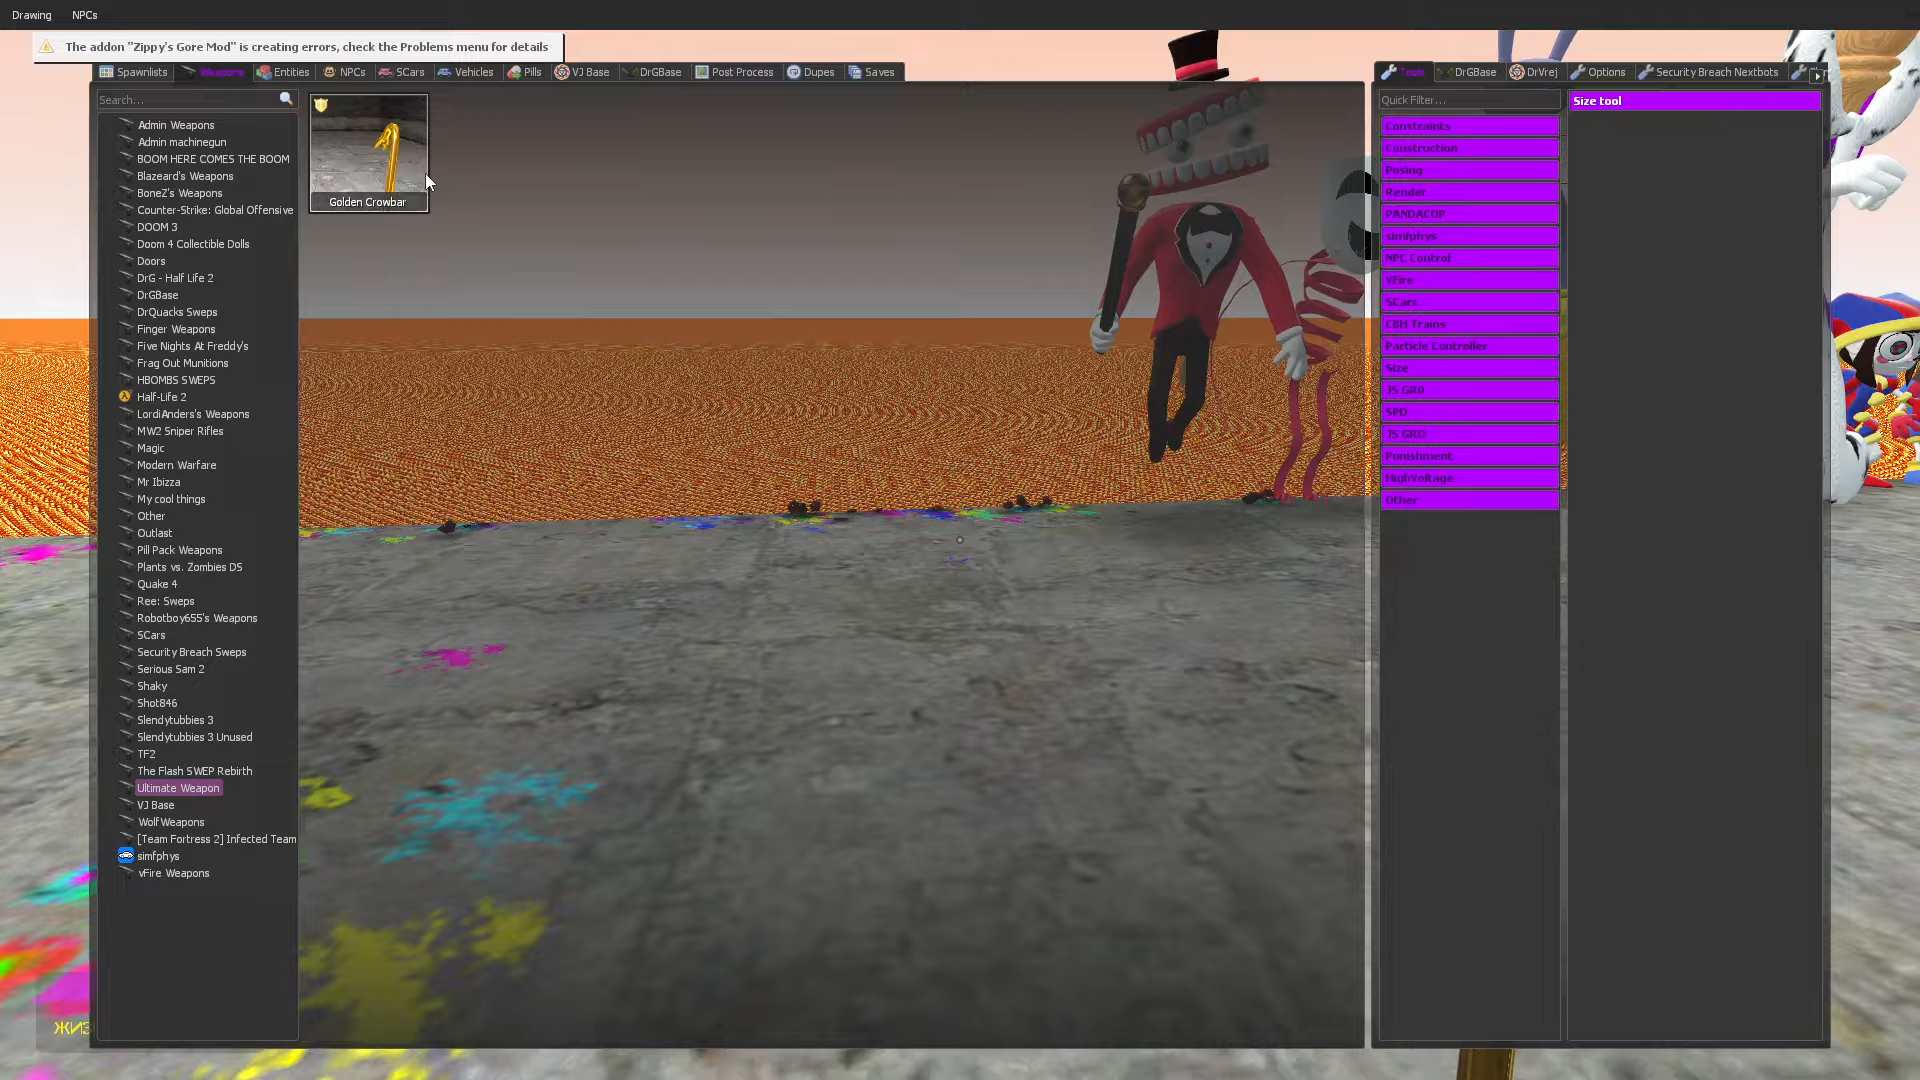 Drawing NPCs
The addon "Zippy's Gore Mod" is creating errors, check the Problems menu for details
Spawnlists Weapons Entities NPCs SCars Vehicles Pills VJ Base DrGBase Post Process Dupes Saves
Tools DrGBase DrVrej Options Security Breach Nextbots
Search...
Admin Weapons
Admin machinegun
BOOM HERE COMES THE BOOM
Blazeard's Weapons
BoneZ's Weapons
Counter-Strike: Global Offensive
DOOM 3
Doom 4 Collectible Dolls
Doors
DrG - Half Life 2
DrGBase
DrQuacks Sweps
Finger Weapons
Five Nights At Freddy's
Frag Out Munitions
HBOMBS SWEPS
Half-Life 2
LordiAnders's Weapons
MW2 Sniper Rifles
Magic
Modern Warfare
Mr Ibizza
My cool things
Other
Outlast
Pill Pack Weapons
Plants vs. Zombies DS
Quake 4
Ree: Sweps
Robotboy655's Weapons
SCars
Security Breach Sweps
Serious Sam 2
Shaky
Shot846
Slendytubbies 3
Slendytubbies 3 Unused
TF2
The Flash SWEP Rebirth
Ultimate Weapon
VJ Base
WolfWeapons
[Team Fortress 2] Infected Team
simfphys
vFire Weapons
Golden Crowbar
Quick Filter...
Constraints
Construction
Posing
Render
PANDACOP
simfphys
NPC Control
VFire
SCars
CBH Trains
Particle Controller
Size
JS GRO
SPD
JS GRO
Punishment
HighVoltage
Other
Size tool
ЖИЗ